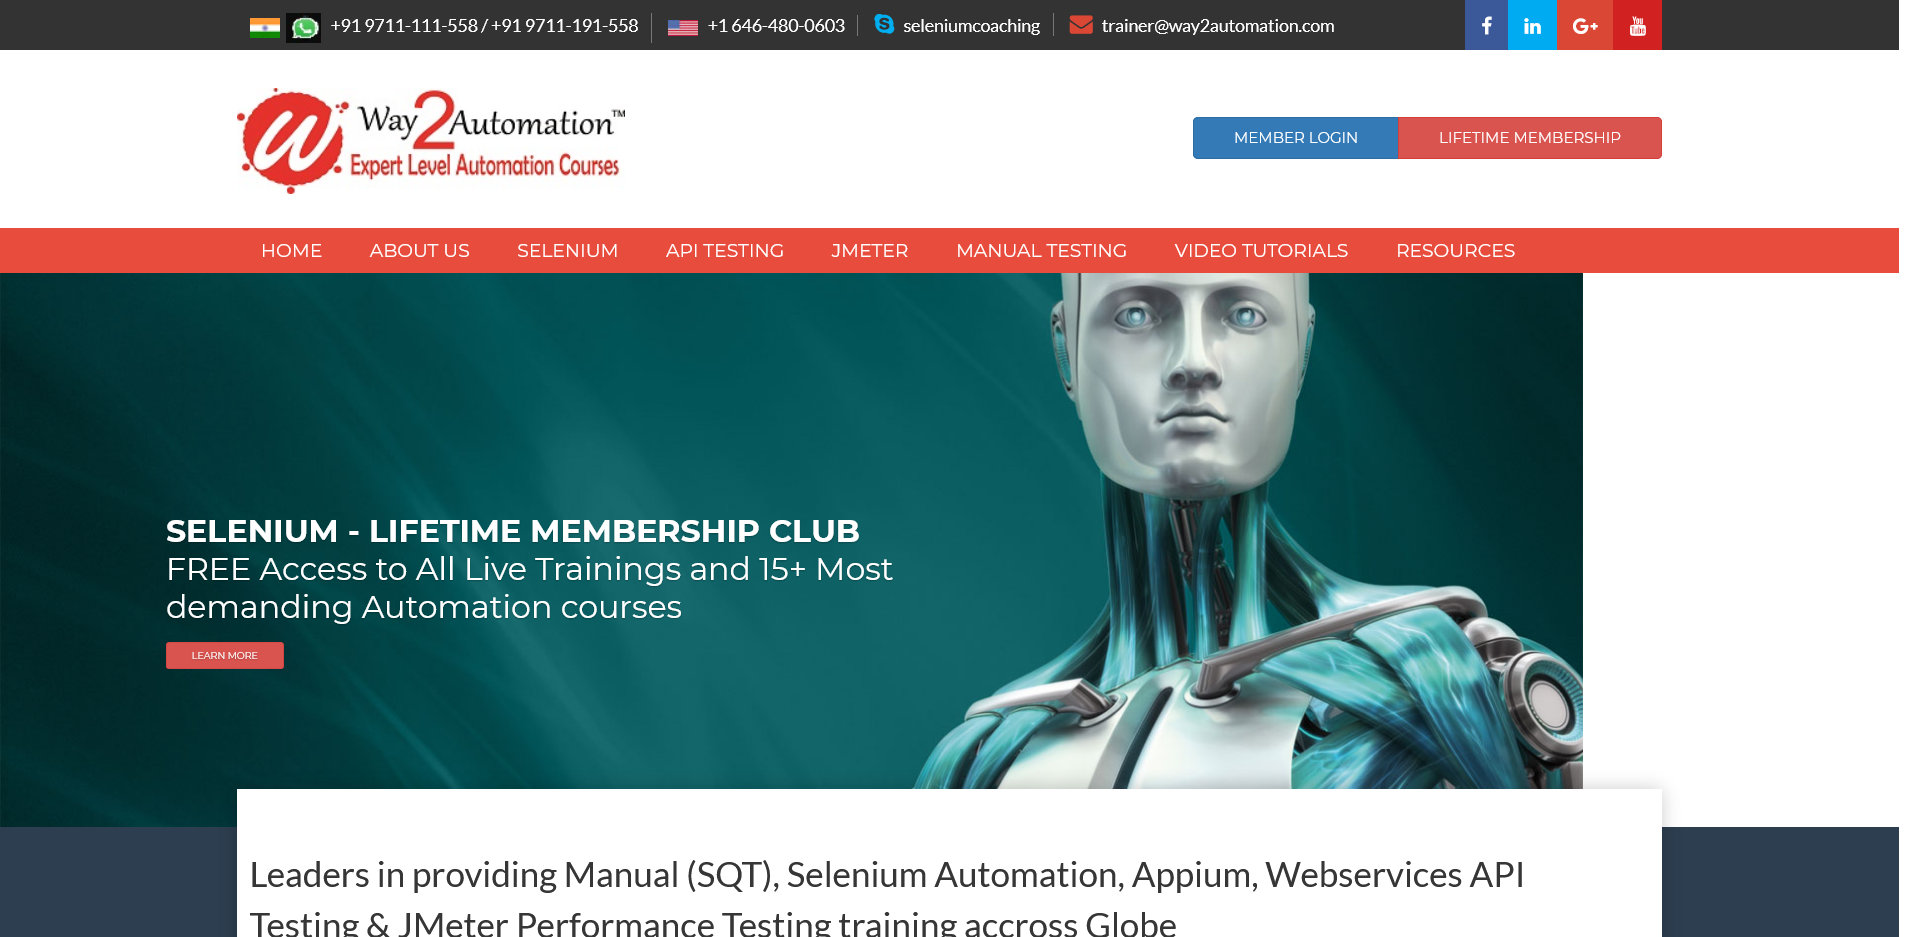 +91 9711-111-558 / +91 9711-191-558
+1 646-480-0603
seleniumcoaching
trainer@way2automation.com
f
in
G+
You Tube
Way2Automation™
Expert Level Automation Courses
MEMBER LOGIN
LIFETIME MEMBERSHIP
HOME
ABOUT US
SELENIUM
API TESTING
JMETER
MANUAL TESTING
VIDEO TUTORIALS
RESOURCES
SELENIUM - LIFETIME MEMBERSHIP CLUB
FREE Access to All Live Trainings and 15+ Most
demanding Automation courses
LEARN MORE
Leaders in providing Manual (SQT), Selenium Automation, Appium, Webservices API
Testing & JMeter Performance Testing training accross Globe